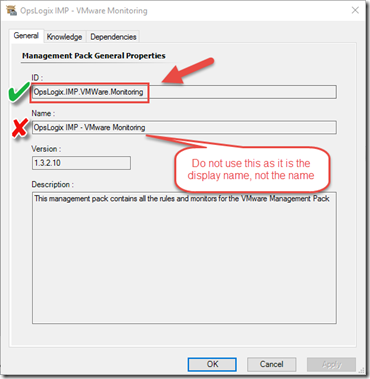 OpsLogix IMP - VMware Monitoring
General Knowledge Dependencies
Management Pack General Properties
ID :
OpsLogix.IMP.VMWare.Monitoring
Name :
OpsLogix IMP - VMware Monitoring
Version :
1.3.2.10
Do not use this as it is the
display name, not the name
Description :
This management pack contains all the rules and monitors for the VMware Management Pack
OK Cancel Apply